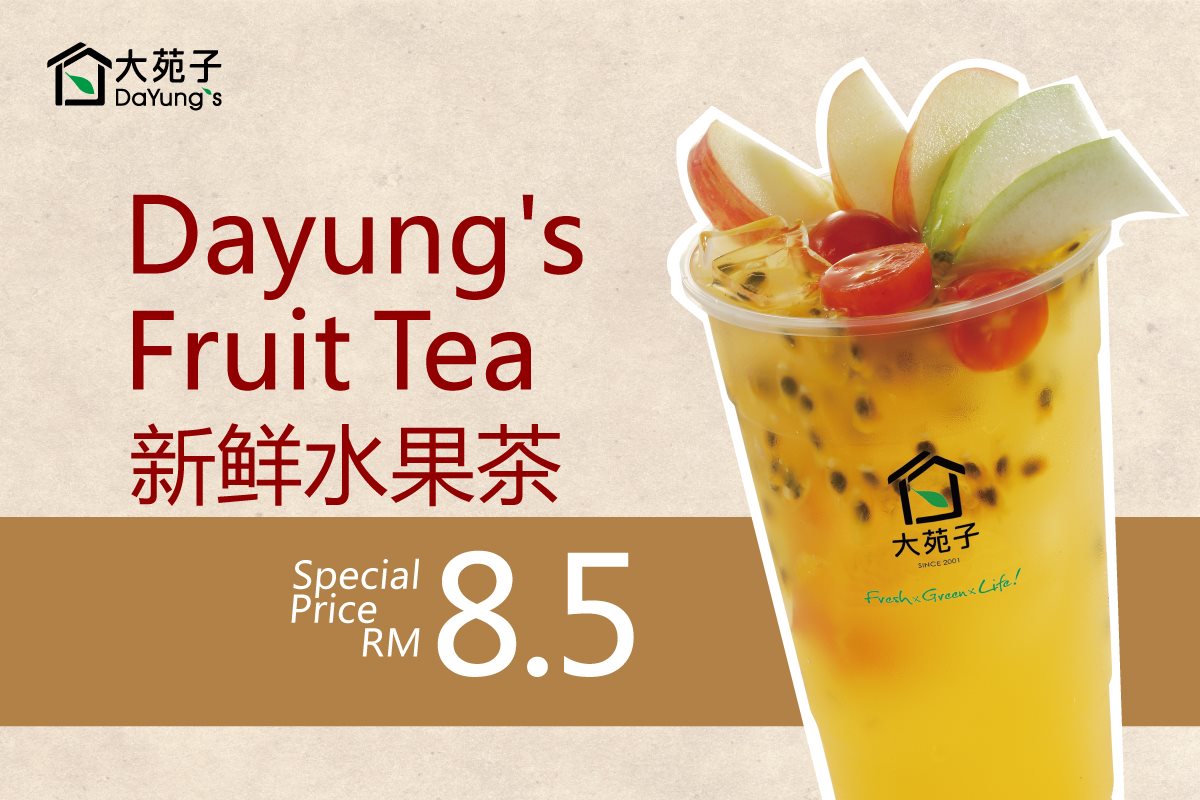 大苑子
DaYung's
Dayung's
Fruit Tea
新鲜水果茶
Special
Price
RM
8.5
大苑子
SINCE 2001
Fresh x Green x Life!